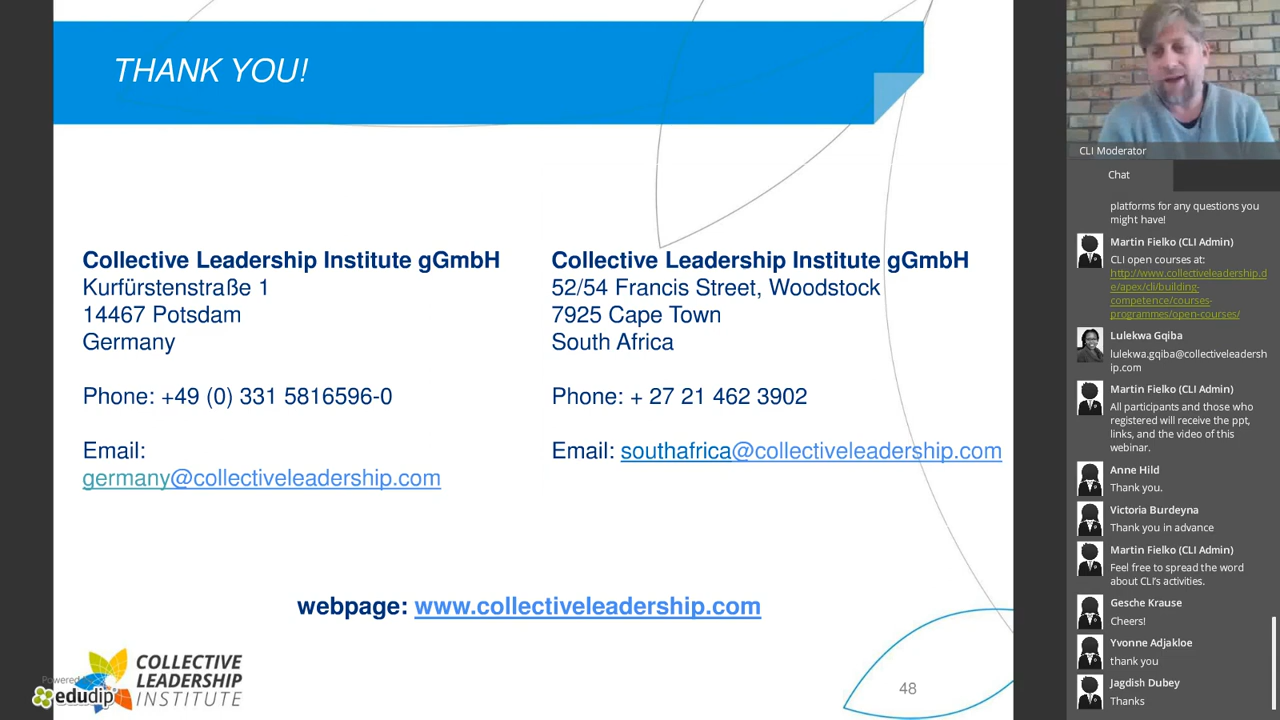 THANK YOU!
Collective Leadership Institute gGmbH
Kurfürstenstraße 1
14467 Potsdam
Germany
Phone: +49 (0) 331 5816596-0
Email:
germany@collectiveleadership.com
Collective Leadership Institute gGmbH
52/54 Francis Street, Woodstock
7925 Cape Town
South Africa
Phone: + 27 21 462 3902
Email: southafrica@collectiveleadership.com
webpage: www.collectiveleadership.com
COLLECTIVE
LEADERSHIP
INSTITUTE
Powered
edudip
48
CLI Moderator
Chat
platforms for any questions you
might have!
Martin Fielko (CLI Admin)
CLI open courses at:
http://www.collectiveleadership.d
e/apex/cli/building-
competence/courses-
programmes/open-courses/
Lulekwa Gqiba
lulekwa.gqiba@collectiveleadersh
ip.com
Martin Fielko (CLI Admin)
All participants and those who
registered will receive the ppt,
links, and the video of this
webinar.
Anne Hild
Thank you.
Victoria Burdeyna
Thank you in advance
Martin Fielko (CLI Admin)
Feel free to spread the word
about CLI's activities.
Gesche Krause
Cheers!
Yvonne Adjakloe
thank you
Jagdish Dubey
Thanks